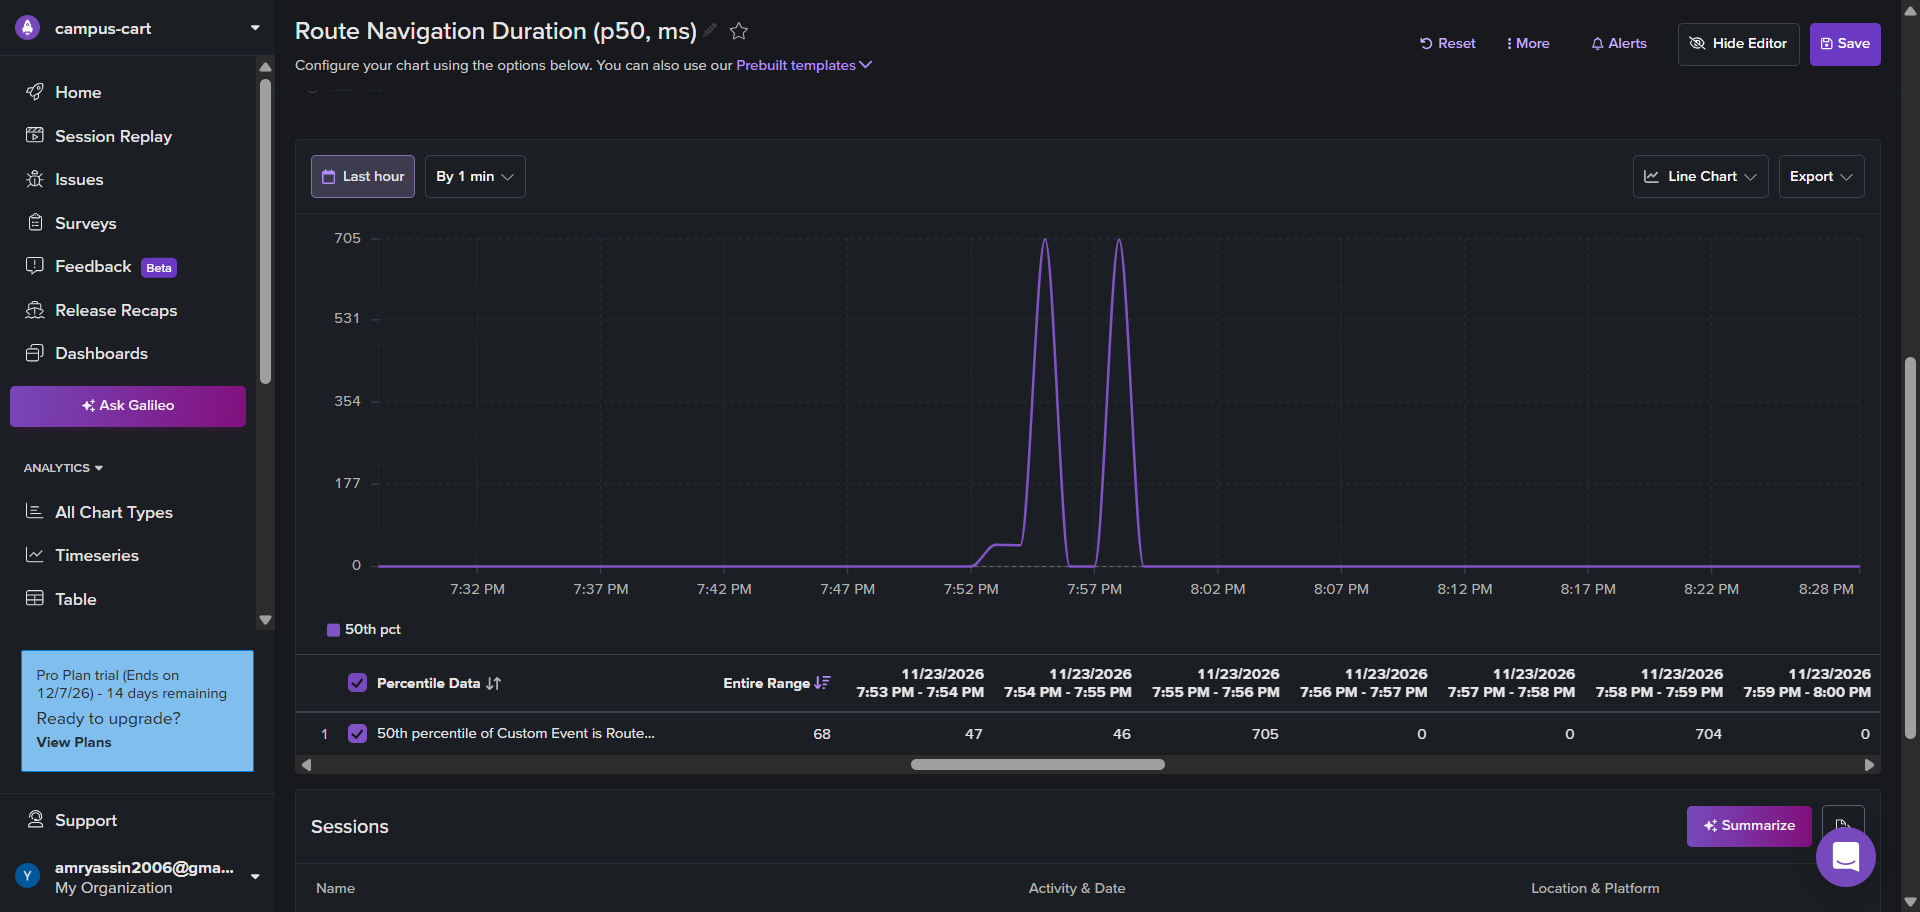 campus-cart
Home
Session Replay
Issues
Surveys
Feedback Beta
Release Recaps
Dashboards
Ask Galileo
ANALYTICS
All Chart Types
Timeseries
Table
Pro Plan trial (Ends on
12/7/26) - 14 days remaining
Ready to upgrade?
View Plans
Support
Y
amryassin2006@gma...
My Organization
Route Navigation Duration (p50, ms)
Configure your chart using the options below. You can also use our Prebuilt templates
Reset
More
Alerts
Hide Editor
Save
Last hour
By 1 min
Line Chart
Export
705
531
354
177
0
7:32 PM 7:37 PM 7:42 PM 7:47 PM 7:52 PM 7:57 PM 8:02 PM 8:07 PM 8:12 PM 8:17 PM 8:22 PM 8:28 PM
50th pct
Percentile Data Entire Range
11/23/2026 11/23/2026 11/23/2026 11/23/2026 11/23/2026 11/23/2026 11/23/2026
7:53 PM - 7:54 PM 7:54 PM - 7:55 PM 7:55 PM - 7:56 PM 7:56 PM - 7:57 PM 7:57 PM - 7:58 PM 7:58 PM - 7:59 PM 7:59 PM - 8:00 PM
1 50th percentile of Custom Event is Route... 68 47 46 705 0 0 704 0
Sessions
Summarize
Name Activity & Date Location & Platform